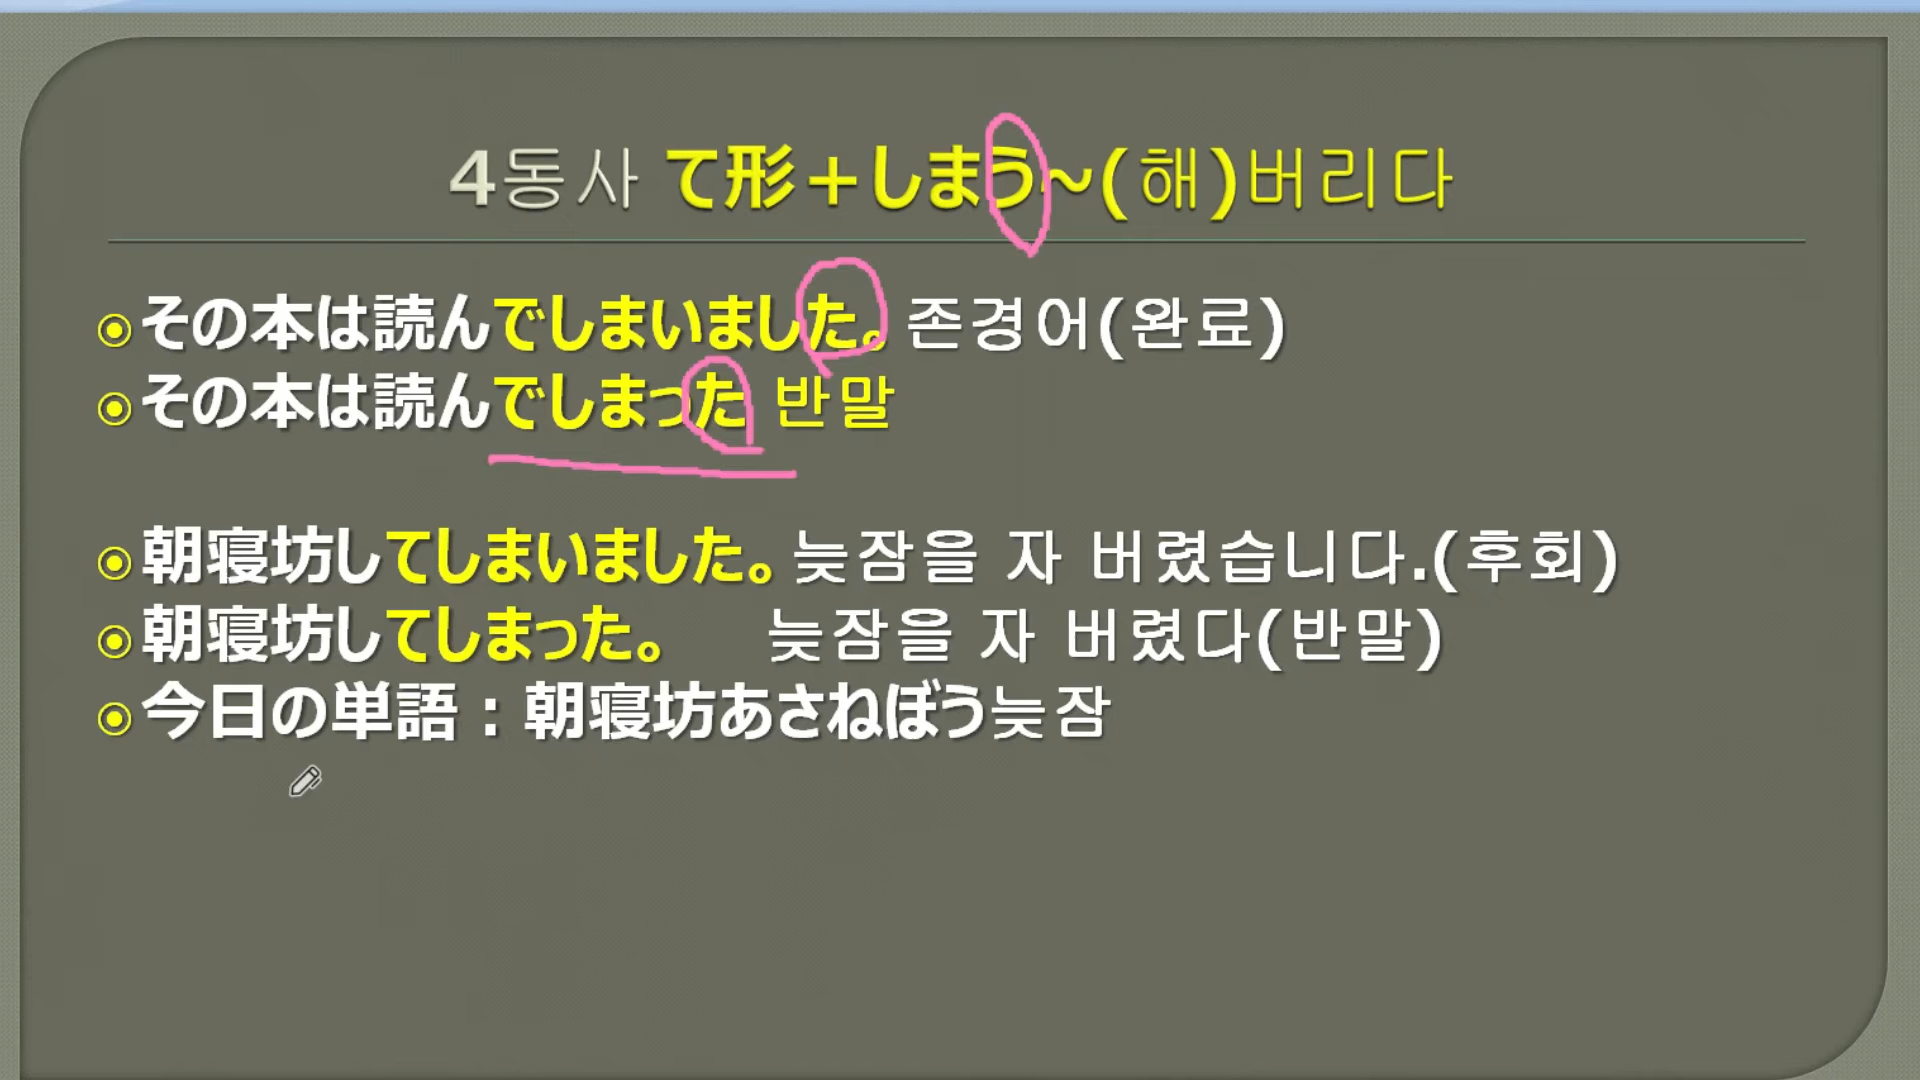 4동사 て形＋しまう～(해)버리다
その本は読んでしまいました。존경어(완료)
その本は読んでしまった 반말
朝寝坊してしまいました。늦잠을 자 버렸습니다.(후회)
朝寝坊してしまった。 늦잠을 자 버렸다(반말)
今日の単語：朝寝坊あさねぼう늦잠